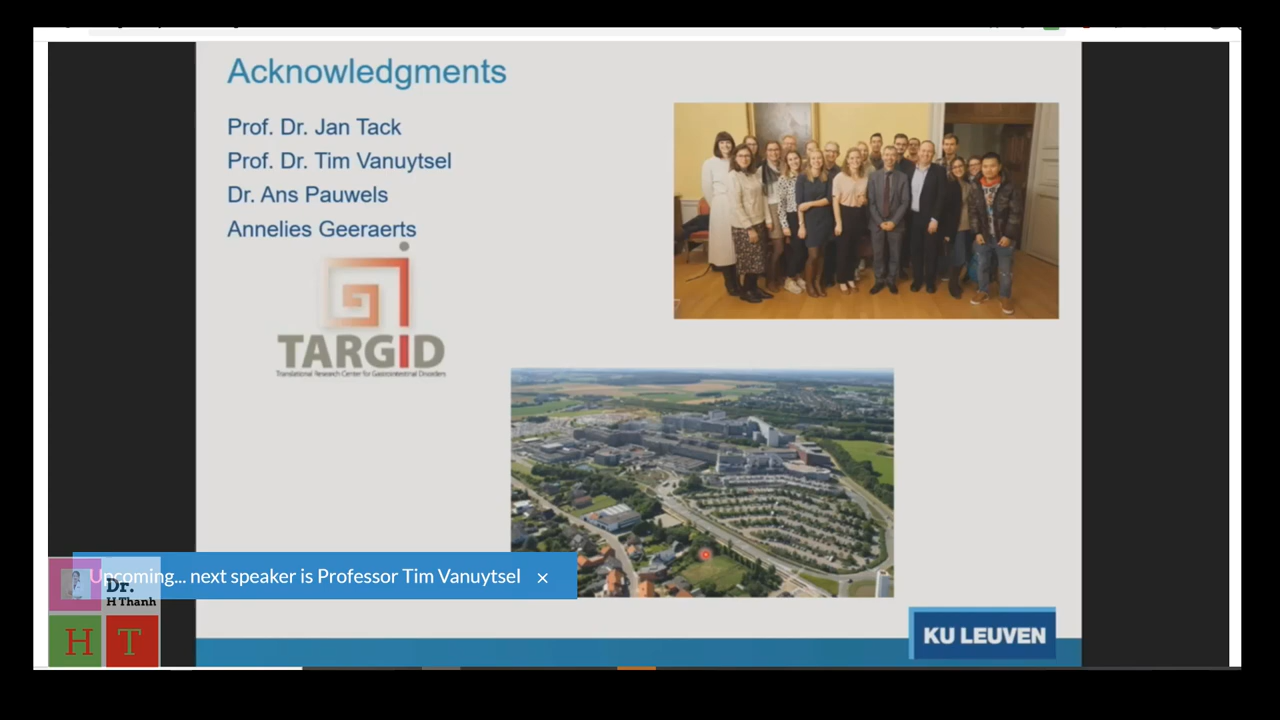 Acknowledgments
Prof. Dr. Jan Tack
Prof. Dr. Tim Vanuytsel
Dr. Ans Pauwels
Annelies Geeraerts
TARGID
Translational Research Center for Gastrointestinal Disorders
Upcoming... next speaker is Professor Tim Vanuytsel ×
Dr.
H Thanh
H T
KU LEUVEN